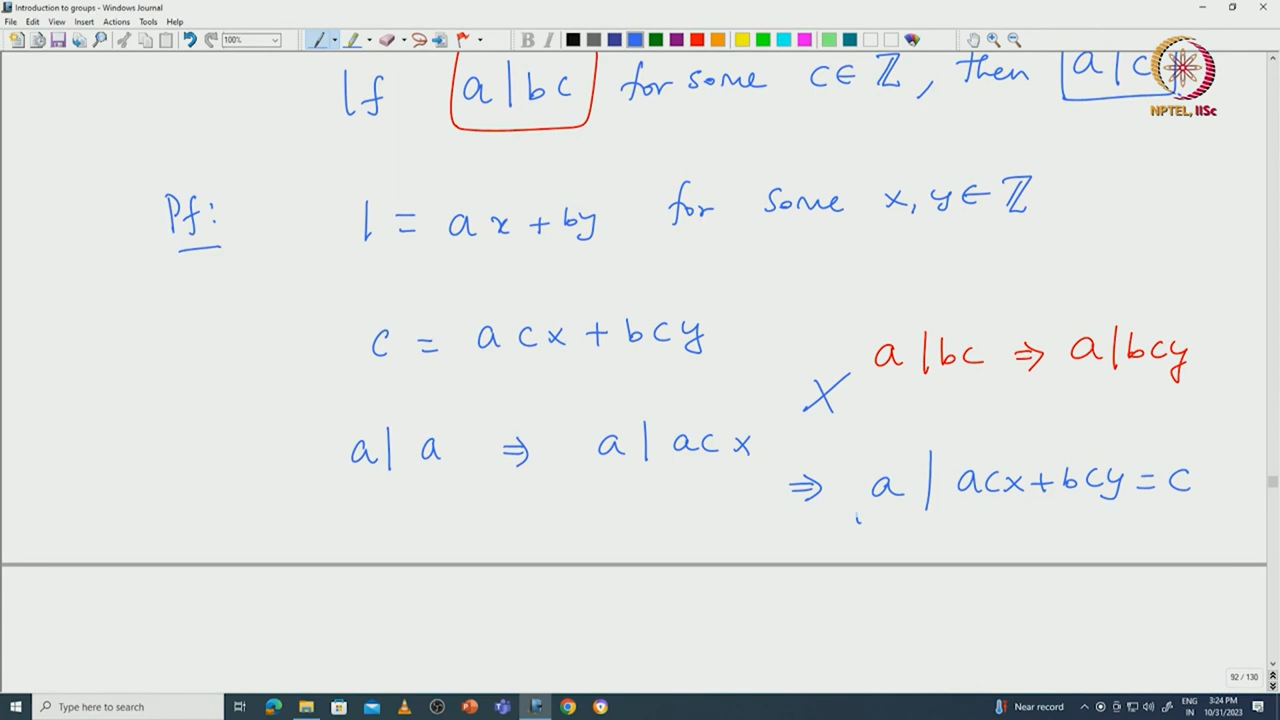 Introduction to groups - Windows Journal
File Edit View Insert Actions Tools Help
100%
If a | bc for some c ∈ ℤ, then a | c
NPTEL, IISc
Pf: 1 = ax + by for some x, y ∈ ℤ
c = acx + bcy
a | bc ⇒ a | bcy
a | a ⇒ a | acx
⇒ a | acx + bcy = c
92 / 130
Type here to search
Near record
ENG
IN
3:24 PM
10/31/2023